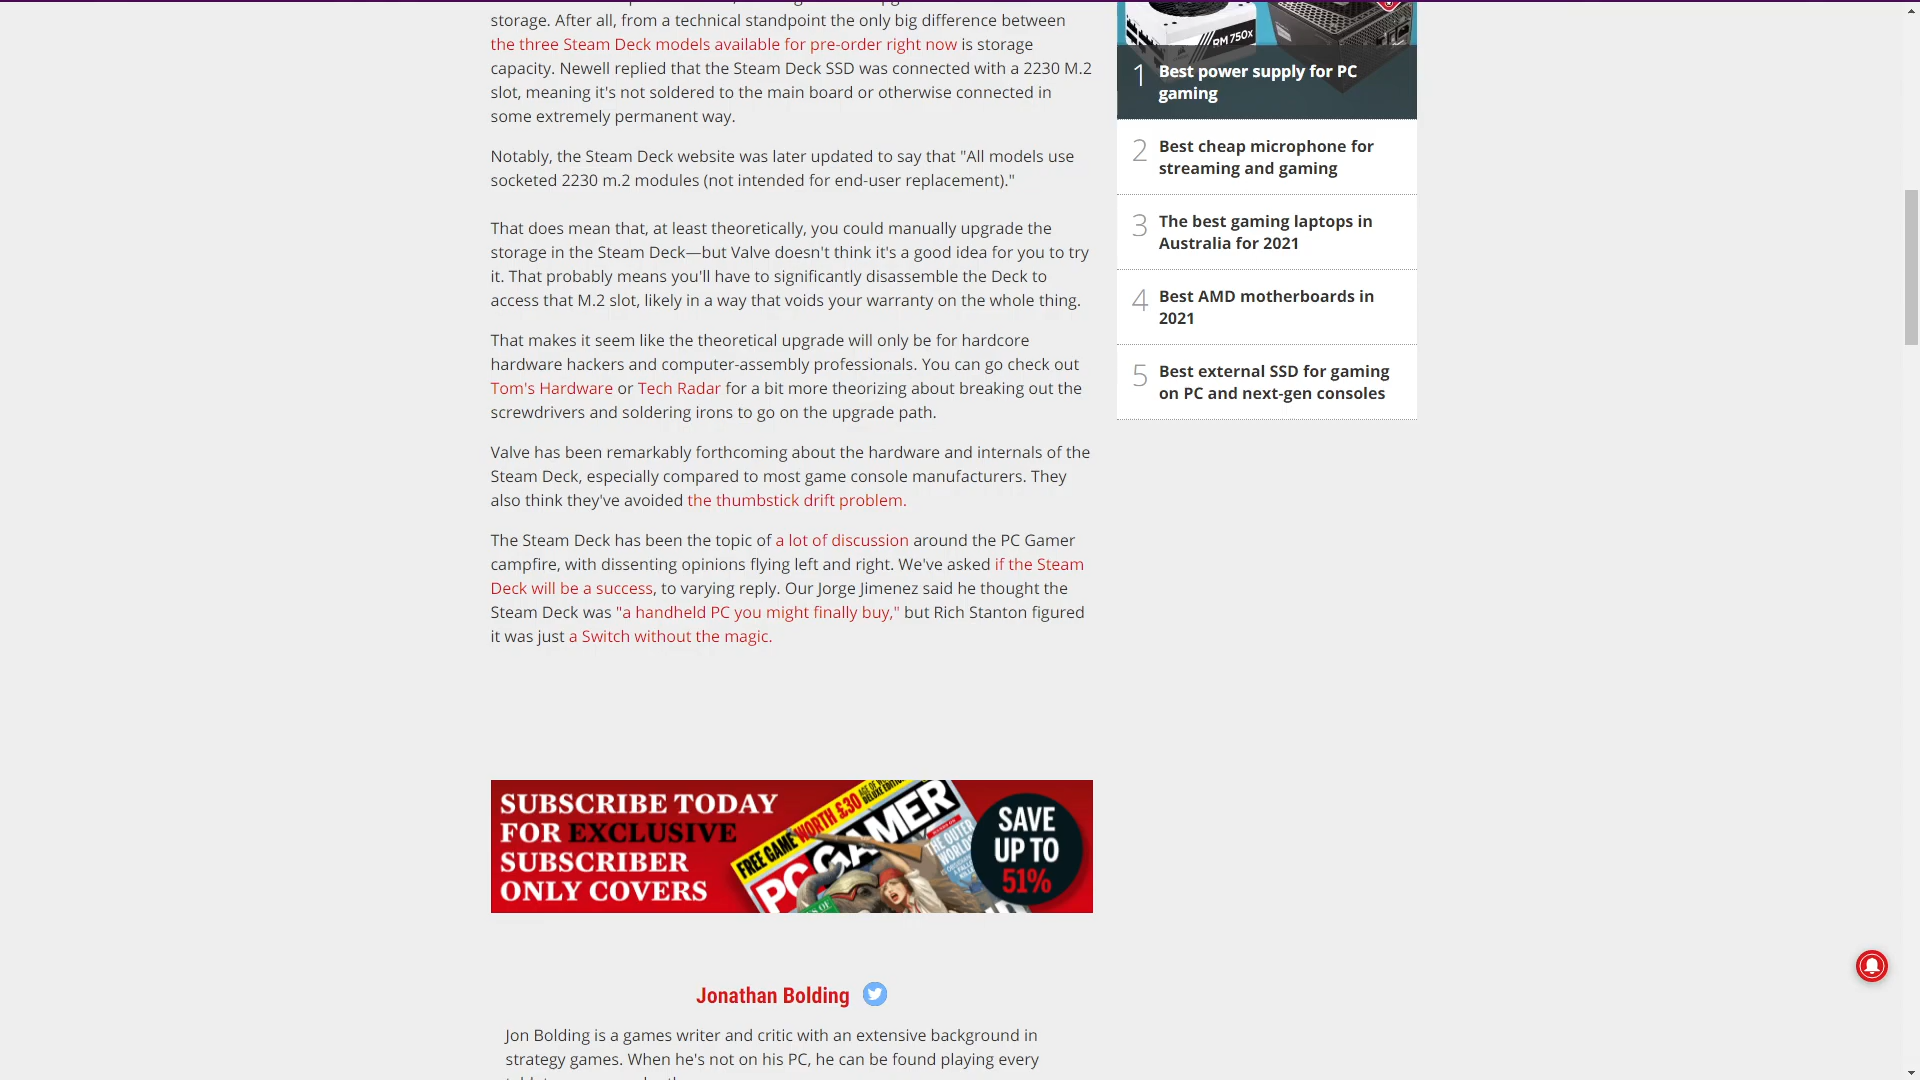 storage. After all, from a technical standpoint the only big difference between
the three Steam Deck models available for pre-order right now is storage
capacity. Newell replied that the Steam Deck SSD was connected with a 2230 M.2
slot, meaning it's not soldered to the main board or otherwise connected in
some extremely permanent way.
Notably, the Steam Deck website was later updated to say that "All models use
socketed 2230 m.2 modules (not intended for end-user replacement)."
That does mean that, at least theoretically, you could manually upgrade the
storage in the Steam Deck—but Valve doesn't think it's a good idea for you to try
it. That probably means you'll have to significantly disassemble the Deck to
access that M.2 slot, likely in a way that voids your warranty on the whole thing.
That makes it seem like the theoretical upgrade will only be for hardcore
hardware hackers and computer-assembly professionals. You can go check out
Tom's Hardware or Tech Radar for a bit more theorizing about breaking out the
screwdrivers and soldering irons to go on the upgrade path.
Valve has been remarkably forthcoming about the hardware and internals of the
Steam Deck, especially compared to most game console manufacturers. They
also think they've avoided the thumbstick drift problem.
The Steam Deck has been the topic of a lot of discussion around the PC Gamer
campfire, with dissenting opinions flying left and right. We've asked if the Steam
Deck will be a success, to varying reply. Our Jorge Jimenez said he thought the
Steam Deck was "a handheld PC you might finally buy," but Rich Stanton figured
it was just a Switch without the magic.
SUBSCRIBE TODAY
FOR EXCLUSIVE
SUBSCRIBER
ONLY COVERS
FREE GAME WORTH £30
PC GAMER
THE OUTER
WORLDS
SAVE
UP TO
51%
Jonathan Bolding
Jon Bolding is a games writer and critic with an extensive background in
strategy games. When he's not on his PC, he can be found playing every
RM 750x
1 Best power supply for PC
gaming
2 Best cheap microphone for
streaming and gaming
3 The best gaming laptops in
Australia for 2021
4 Best AMD motherboards in
2021
5 Best external SSD for gaming
on PC and next-gen consoles